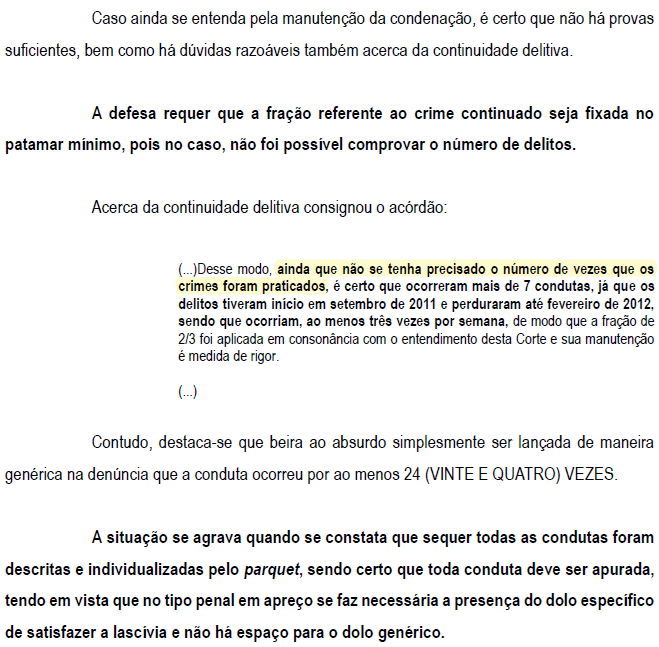 Caso ainda se entenda pela manutenção da condenação, é certo que não há provas
suficientes, bem como há dúvidas razoáveis também acerca da continuidade delitiva.
A defesa requer que a fração referente ao crime continuado seja fixada no
patamar mínimo, pois no caso, não foi possível comprovar o número de delitos.
Acerca da continuidade delitiva consignou o acórdão:
(...)Desse modo, ainda que não se tenha precisado o número de vezes que os
crimes foram praticados, é certo que ocorreram mais de 7 condutas, já que os
delitos tiveram início em setembro de 2011 e perduraram até fevereiro de 2012,
sendo que ocorriam, ao menos três vezes por semana, de modo que a fração de
2/3 foi aplicada em consonância com o entendimento desta Corte e sua manutenção
é medida de rigor.
(...)
Contudo, destaca-se que beira ao absurdo simplesmente ser lançada de maneira
genérica na denúncia que a conduta ocorreu por ao menos 24 (VINTE E QUATRO) VEZES.
A situação se agrava quando se constata que sequer todas as condutas foram
descritas e individualizadas pelo parquet, sendo certo que toda conduta deve ser apurada,
tendo em vista que no tipo penal em apreço se faz necessária a presença do dolo específico
de satisfazer a lascívia e não há espaço para o dolo genérico.